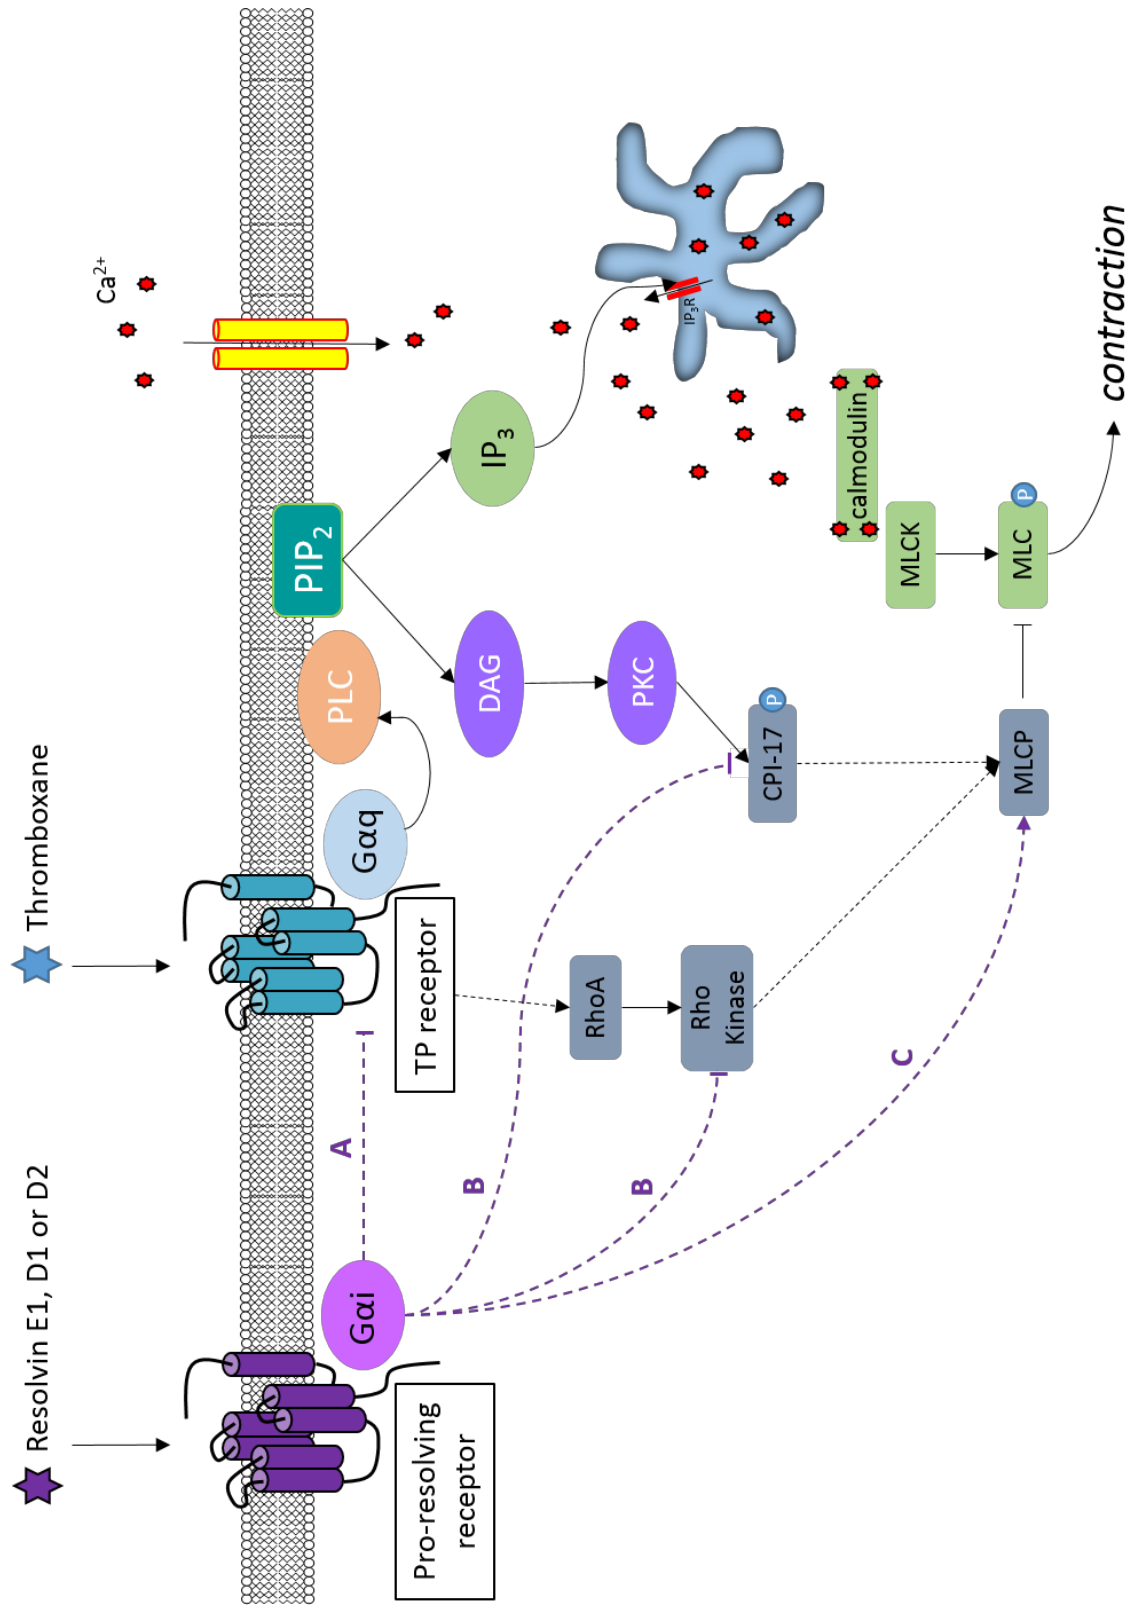 Resolvin E1, D1 or D2
Thromboxane
Ca2+
Gαi
Pro-resolving
receptor
A
TP receptor
Gαq
PLC
PIP2
DAG
IP3
IP3R
B
B
C
RhoA
Rho
Kinase
PKC
CPI-17
P
calmodulin
MLCK
MLCP
MLC
P
contraction